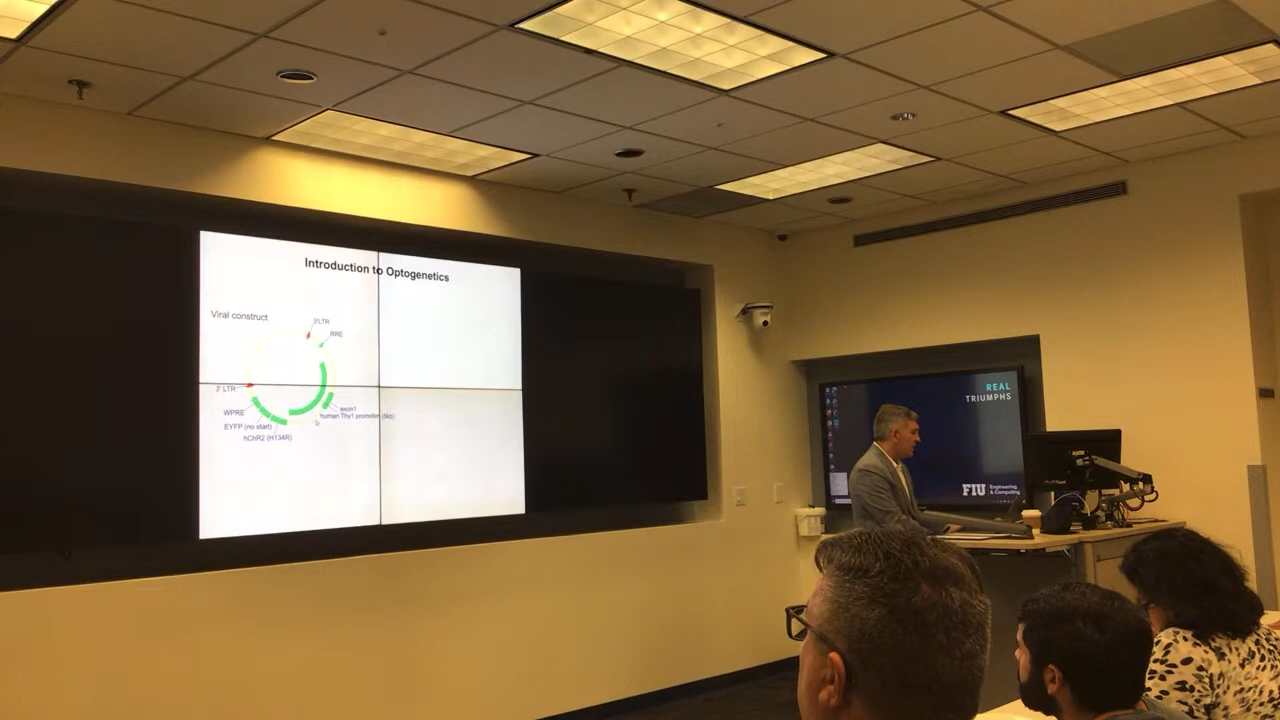 Introduction to Optogenetics
Viral construct
5'LTR
RRE
3' LTR
WPRE
exon1
human Thy1 promoter (5kb)
EYFP (no start)
hChR2 (H134R)
REAL
TRIUMPHS
FIU Engineering
& Computing